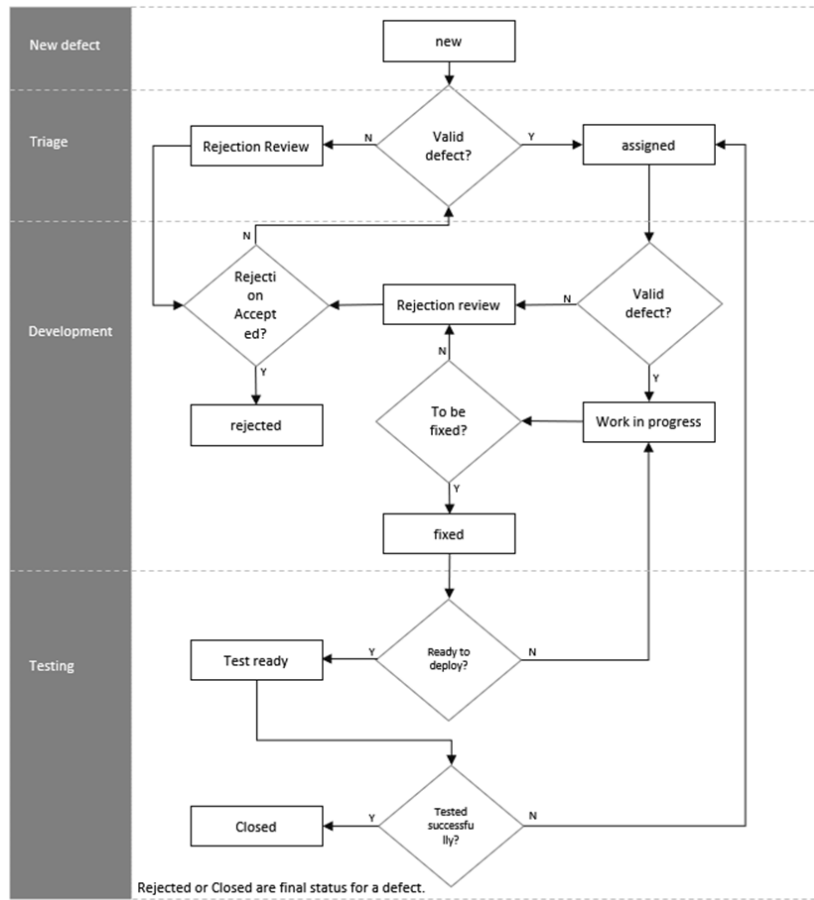 New defect
new
Triage
Rejection Review
N
Valid
defect?
Y
assigned
Development
N
Rejecti
on
Accept
ed?
Y
rejected
Rejection review
N
Valid
defect?
Y
N
To be
fixed?
Work in progress
Y
fixed
Testing
Test ready
Y
Ready to
deploy?
N
Closed
Y
Tested
successfu
lly?
N
Rejected or Closed are final status for a defect.